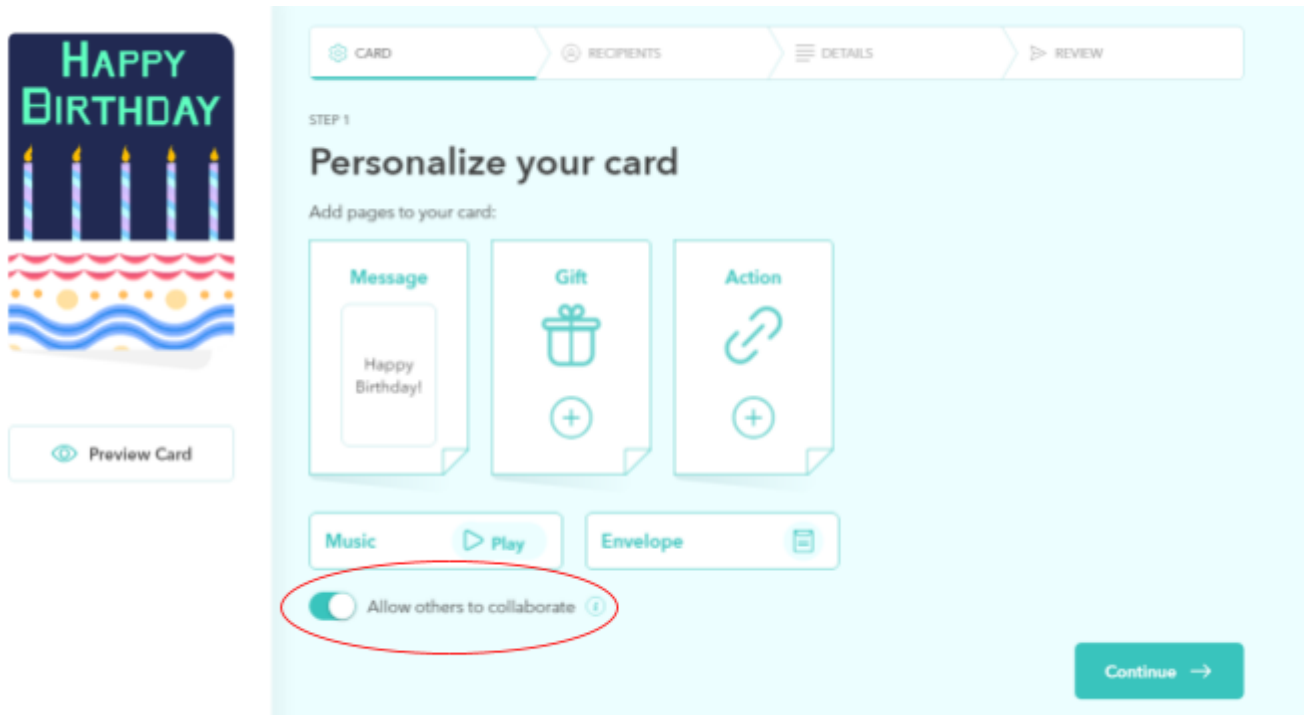 HAPPY
BIRTHDAY
Preview Card
CARD
RECIPIENTS
DETAILS
REVIEW
STEP 1
Personalize your card
Add pages to your card:
Message
Happy
Birthday!
Gift
Action
Music
Play
Envelope
Allow others to collaborate i
Continue →